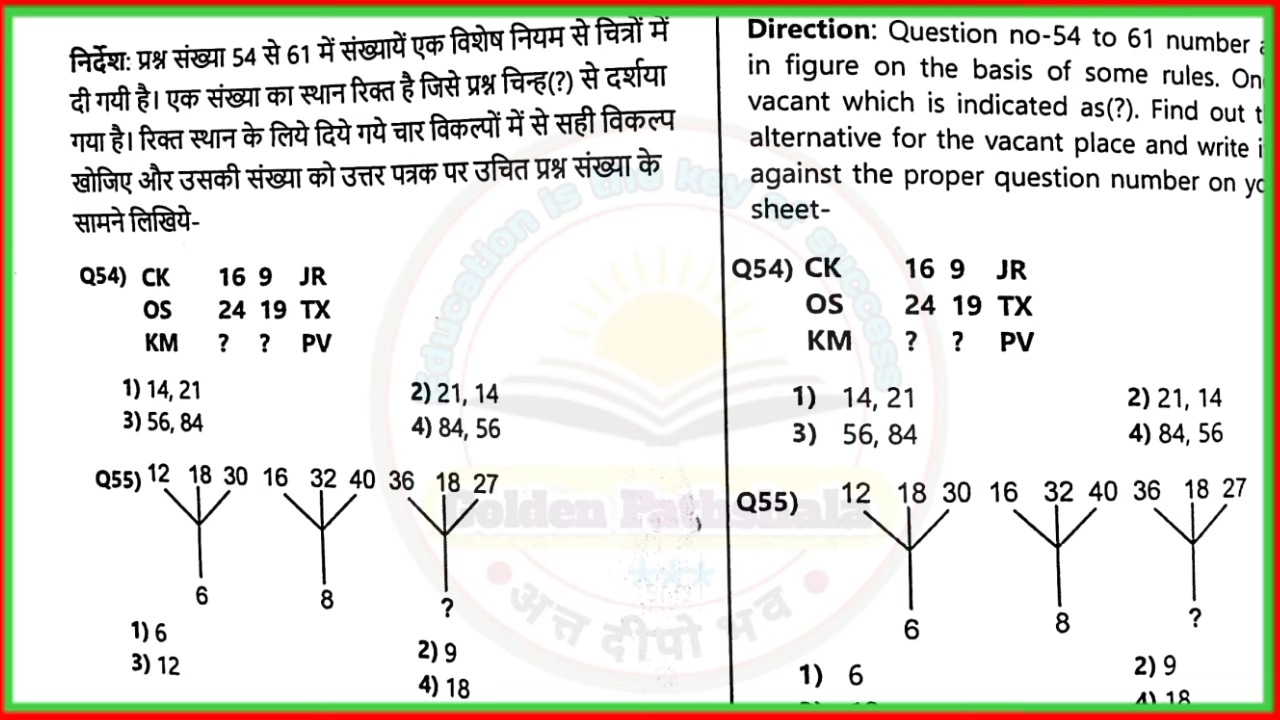 निर्देश: प्रश्न संख्या 54 से 61 में संख्यायें एक विशेष नियम से चित्रों में
दी गयी है। एक संख्या का स्थान रिक्त है जिसे प्रश्न चिन्ह(?) से दर्शाया
गया है। रिक्त स्थान के लिये दिये गये चार विकल्पों में से सही विकल्प
खोजिए और उसकी संख्या को उत्तर पत्रक पर उचित प्रश्न संख्या के
सामने लिखिये-
Q54) CK 16 9 JR
OS 24 19 TX
KM ? ? PV
1) 14, 21 2) 21, 14
3) 56, 84 4) 84, 56
Q55) 12 18 30 16 32 40 36 18 27
6 8 ?
1) 6 2) 9
3) 12 4) 18
Direction: Question no-54 to 61 number
in figure on the basis of some rules. On
vacant which is indicated as(?). Find out t
alternative for the vacant place and write i
against the proper question number on yo
sheet-
Q54) CK 16 9 JR
OS 24 19 TX
KM ? ? PV
1) 14, 21 2) 21, 14
3) 56, 84 4) 84, 56
Q55) 12 18 30 16 32 40 36 18 27
6 8 ?
1) 6 2) 9
4) 18
Education is the key of success
Golden Pathshala
अत्त दीपो भव